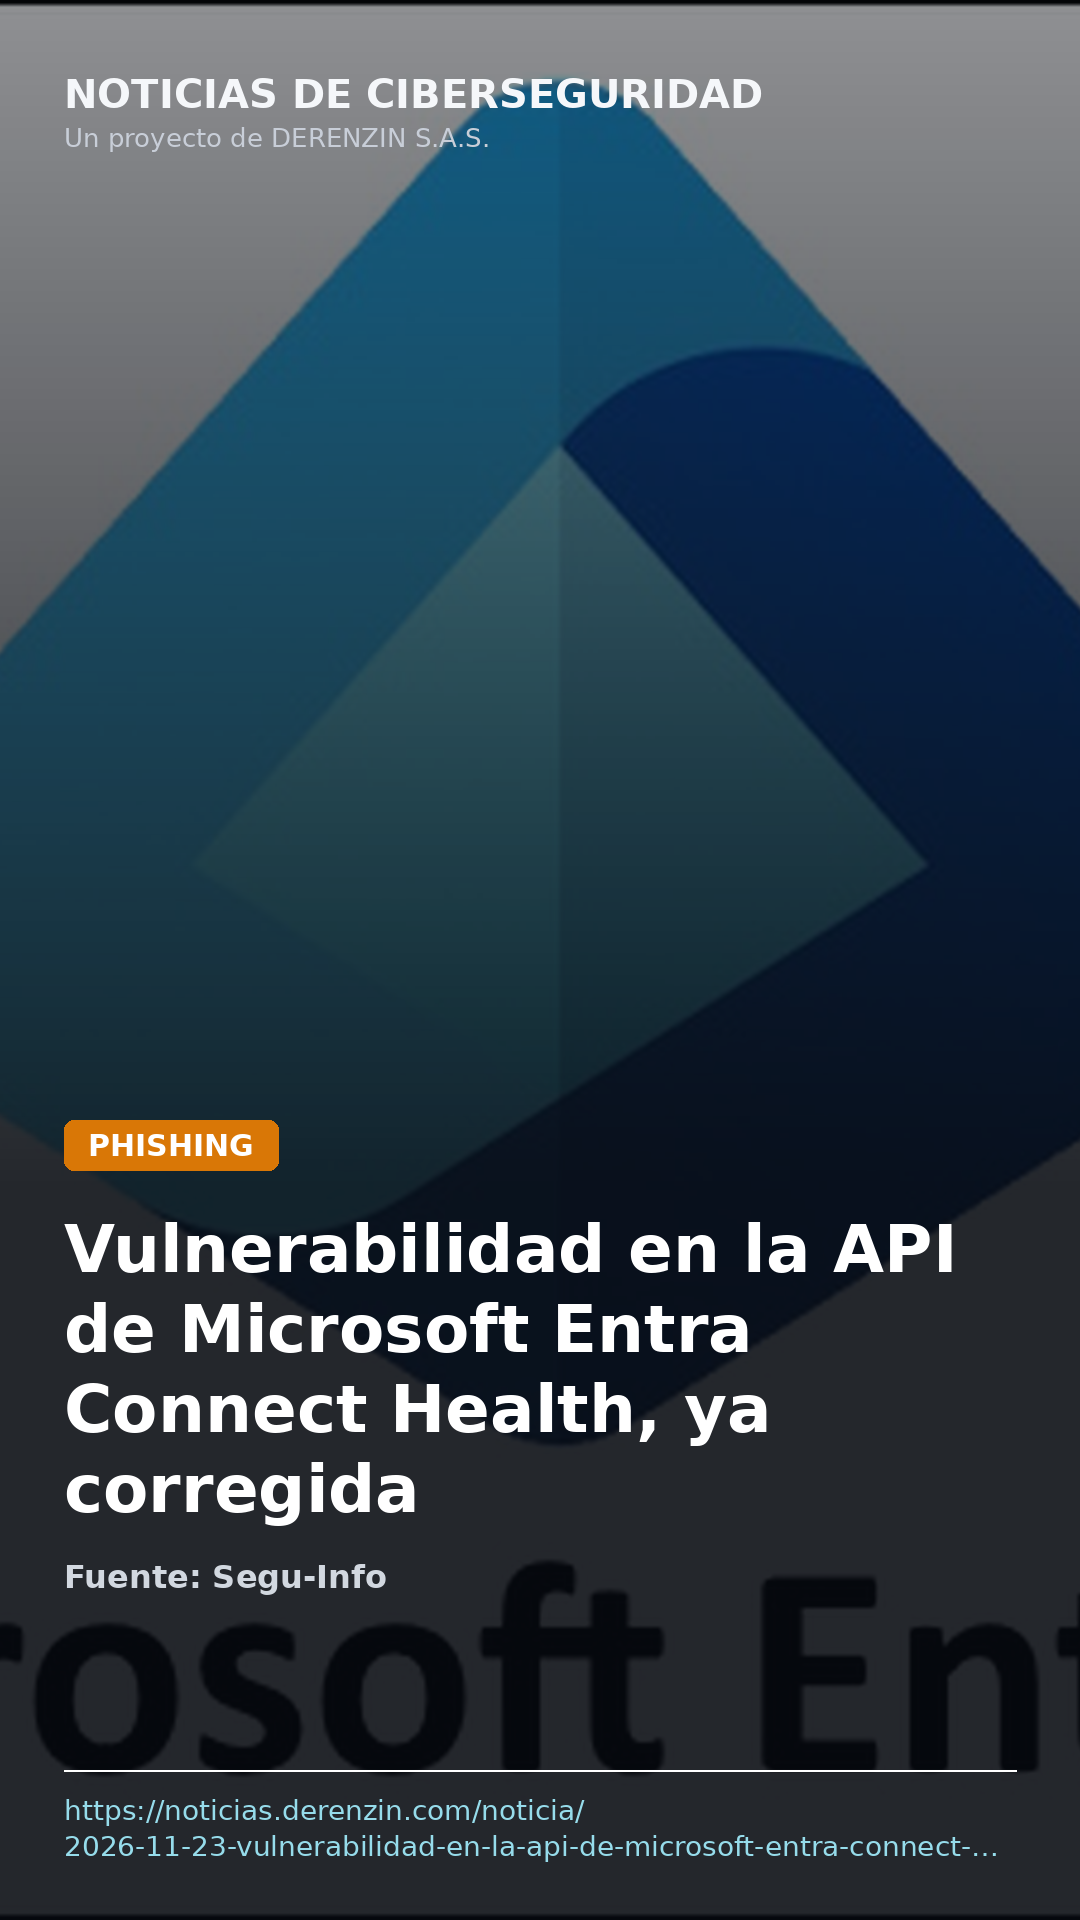 NOTICIAS DE CIBERSEGURIDAD
Un proyecto de DERENZIN S.A.S.
PHISHING
Vulnerabilidad en la API
de Microsoft Entra
Connect Health, ya
corregida
Fuente: Segu-Info
rosoft Ent
https://noticias.derenzin.com/noticia/
2026-11-23-vulnerabilidad-en-la-api-de-microsoft-entra-connect-...